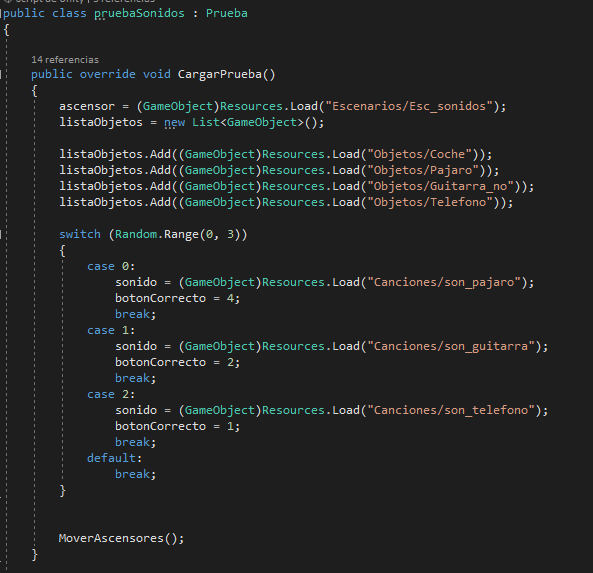 public class pruebaSonidos : Prueba
{
14 referencias
public override void CargarPrueba()
{
ascensor = (GameObject)Resources.Load("Escenarios/Esc_sonidos");
listaObjetos = new List<GameObject>();
listaObjetos.Add((GameObject)Resources.Load("Objetos/Coche"));
listaObjetos.Add((GameObject)Resources.Load("Objetos/Pajaro"));
listaObjetos.Add((GameObject)Resources.Load("Objetos/Guitarra_no"));
listaObjetos.Add((GameObject)Resources.Load("Objetos/Telefono"));
switch (Random.Range(0, 3))
{
case 0:
sonido = (GameObject)Resources.Load("Canciones/son_pajaro");
botonCorrecto = 4;
break;
case 1:
sonido = (GameObject)Resources.Load("Canciones/son_guitarra");
botonCorrecto = 2;
break;
case 2:
sonido = (GameObject)Resources.Load("Canciones/son_telefono");
botonCorrecto = 1;
break;
default:
break;
}
MoverAscensores();
}